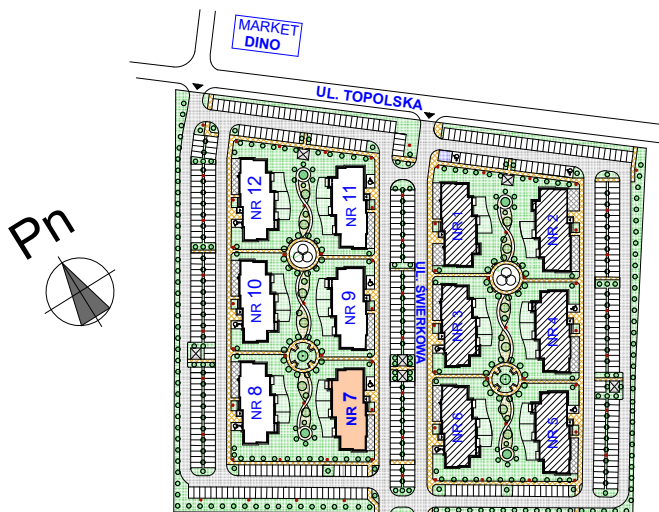 MARKET
DINO
UL. TOPOLSKA
Pn
NR 12
NR 11
NR 1
NR 2
UL. ŚWIERKOWA
NR 10
NR 9
NR 3
NR 4
NR 8
NR 7
NR 6
NR 5